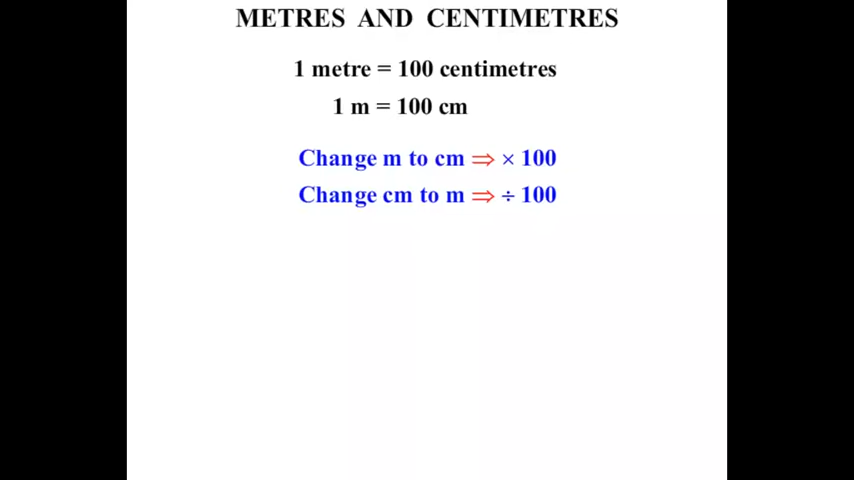 METRES AND CENTIMETRES
1 metre = 100 centimetres
1 m = 100 cm
Change m to cm ⇒ × 100
Change cm to m ⇒ ÷ 100